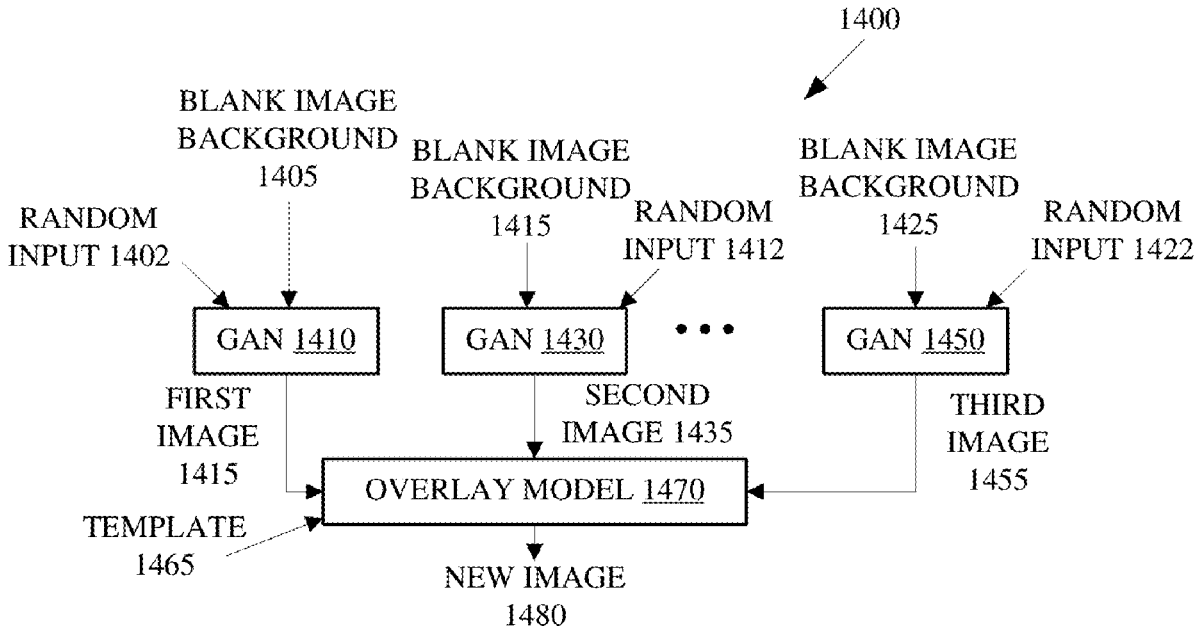 1400
BLANK IMAGE
BACKGROUND
1405
BLANK IMAGE
BACKGROUND
1415
BLANK IMAGE
BACKGROUND
1425
RANDOM
INPUT 1402
RANDOM
INPUT 1412
RANDOM
INPUT 1422
GAN 1410
GAN 1430
GAN 1450
FIRST
IMAGE
1415
SECOND
IMAGE 1435
THIRD
IMAGE
1455
OVERLAY MODEL 1470
TEMPLATE
1465
NEW IMAGE
1480